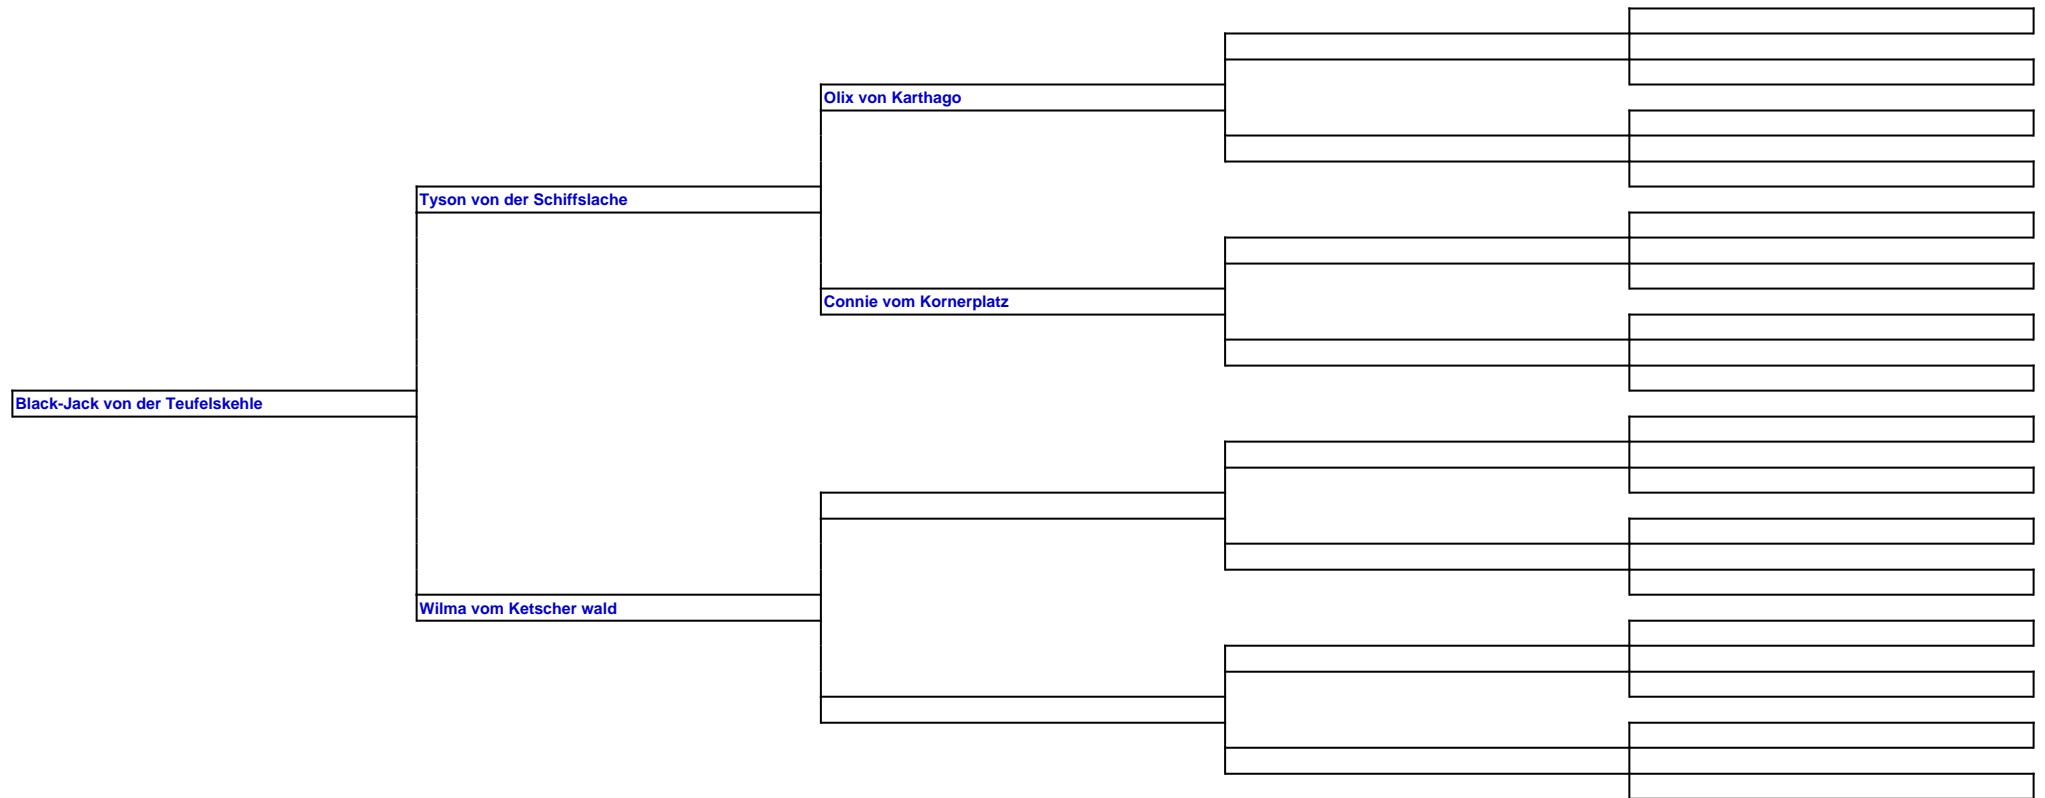 Olix von Karthago
Tyson von der Schiffslache
Connie vom Kornerplatz
Black-Jack von der Teufelskehle
Wilma vom Ketscher wald